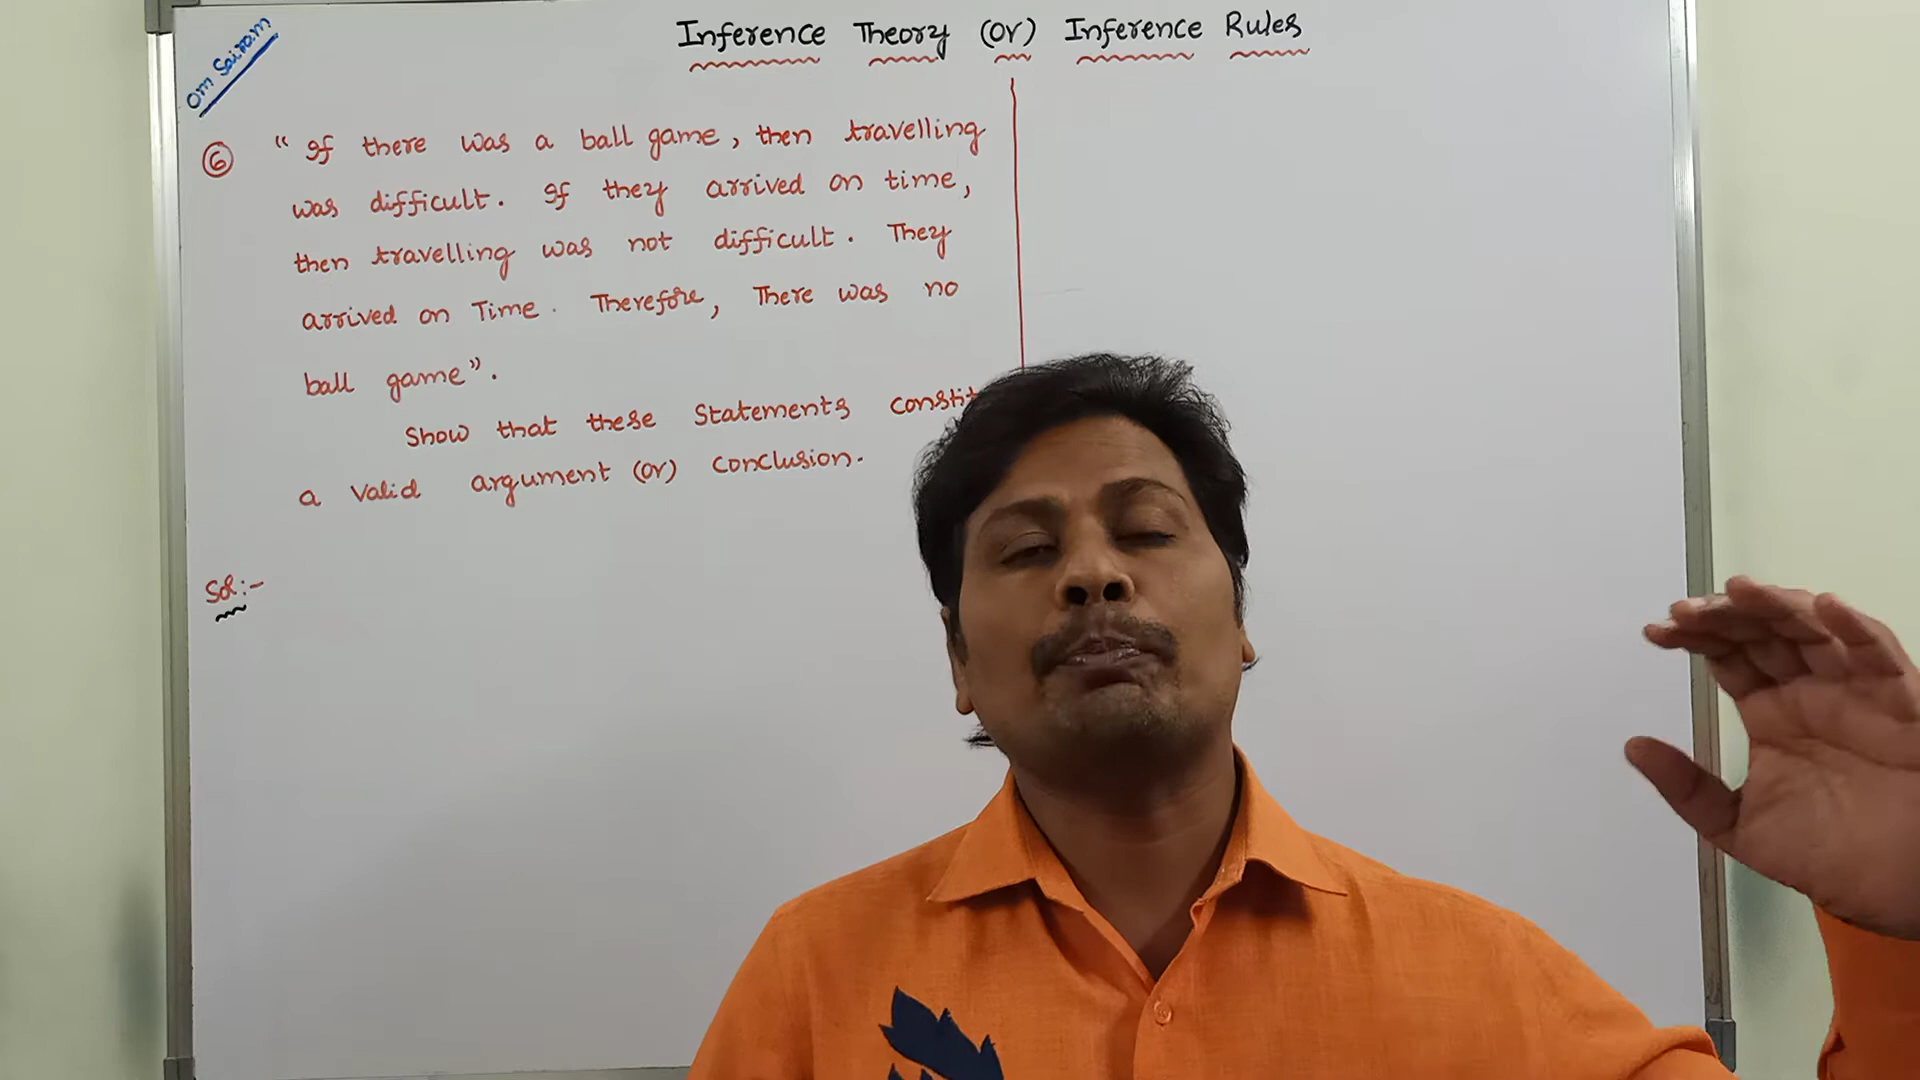 Inference Theory (or) Inference Rules
Om Sairam
⑥ "If there was a ball game, then travelling
was difficult. If they arrived on time,
then travelling was not difficult. They
arrived on Time. Therefore, There was no
ball game".
Show that these Statements constit
a valid argument (or) conclusion.
Sol:-